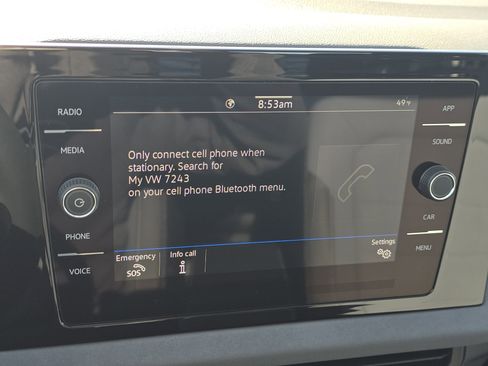 8:53am
49°F
RADIO
MEDIA
PHONE
VOICE
Only connect cell phone when
stationary. Search for
My VW 7243
on your cell phone Bluetooth menu.
Emergency
SOS
Info call
i
Settings
APP
SOUND
CAR
MENU